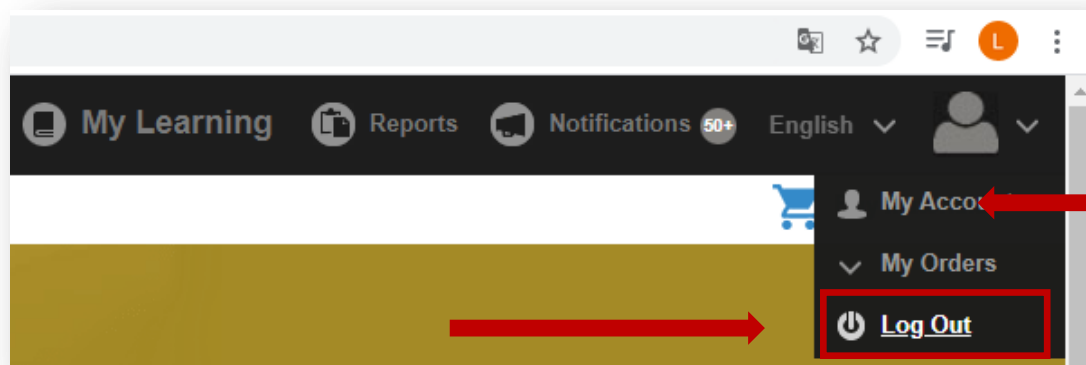 L
My Learning Reports Notifications 50+ English
My Acco
My Orders
Log Out